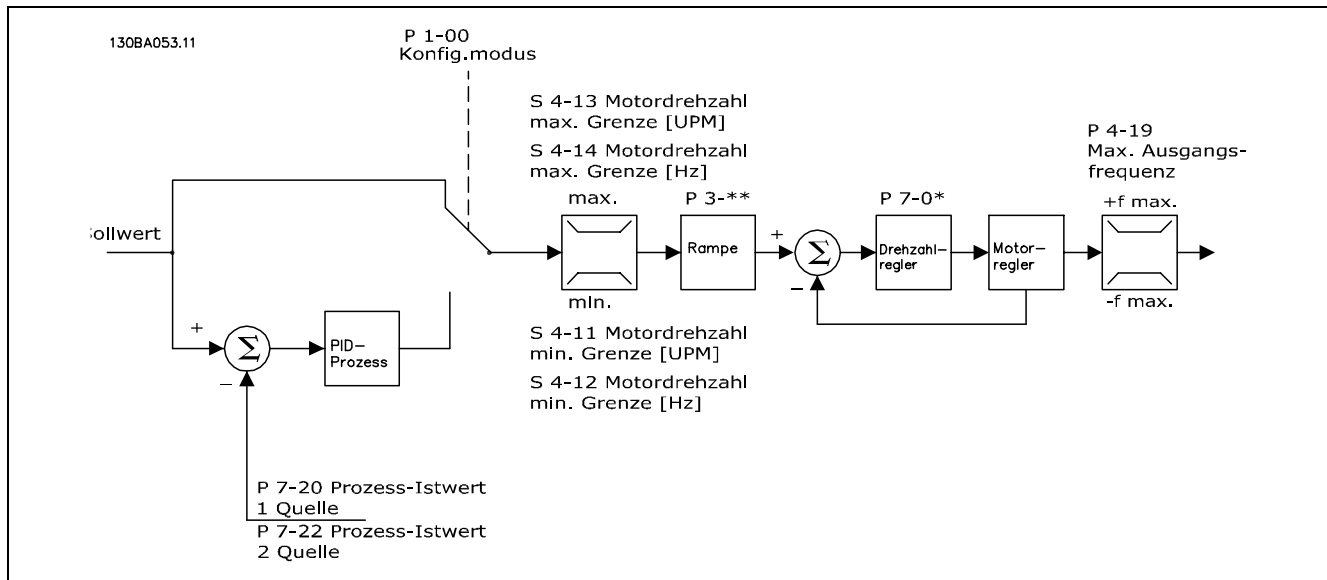 130BA053.11
P 1-00
Konfig.modus
S 4-13 Motordrehzahl
max. Grenze [UPM]
S 4-14 Motordrehzahl
max. Grenze [Hz]
P 4-19
Max. Ausgangs-
frequenz
max.
P 3-**
P 7-0*
+f max.
ollwert
Rampe
+
Σ
−
Drehzahl-
regler
Motor-
regler
min.
-f max.
+
Σ
−
PID-
Prozess
S 4-11 Motordrehzahl
min. Grenze [UPM]
S 4-12 Motordrehzahl
min. Grenze [Hz]
P 7-20 Prozess-Istwert
1 Quelle
P 7-22 Prozess-Istwert
2 Quelle